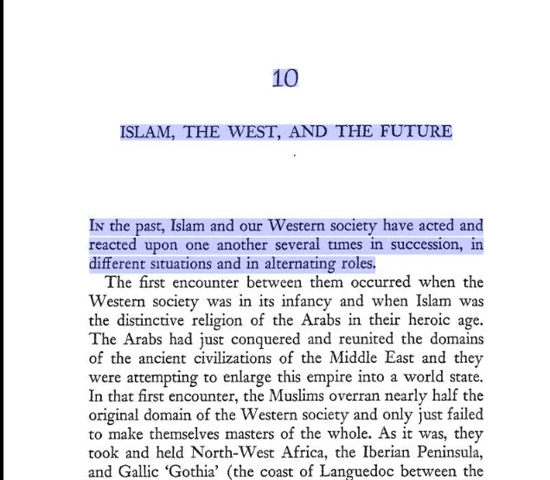 10
ISLAM, THE WEST, AND THE FUTURE
IN the past, Islam and our Western society have acted and
reacted upon one another several times in succession, in
different situations and in alternating roles.
The first encounter between them occurred when the
Western society was in its infancy and when Islam was
the distinctive religion of the Arabs in their heroic age.
The Arabs had just conquered and reunited the domains
of the ancient civilizations of the Middle East and they
were attempting to enlarge this empire into a world state.
In that first encounter, the Muslims overran nearly half the
original domain of the Western society and only just failed
to make themselves masters of the whole. As it was, they
took and held North-West Africa, the Iberian Peninsula,
and Gallic ‘Gothia’ (the coast of Languedoc between the